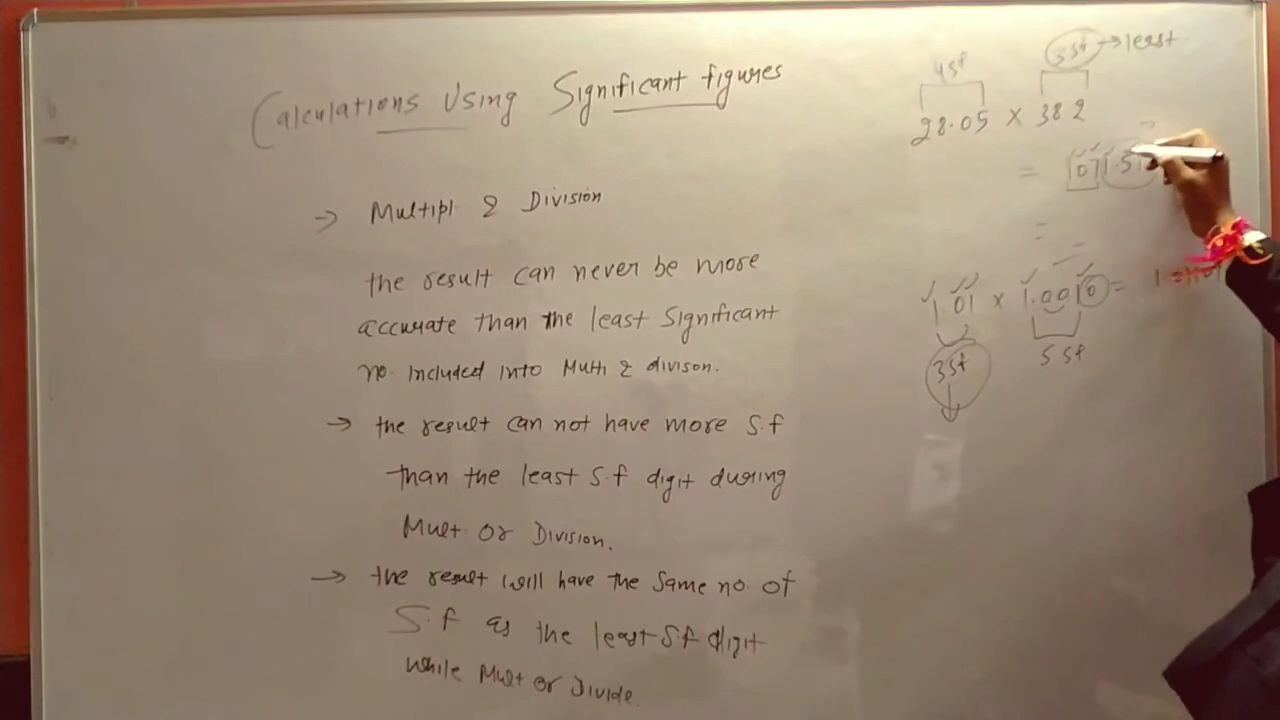 Calculations Using Significant figures
→ Multipl & Division
the result can never be more
accurate than the least significant
no. included into Multi & divison.
→ the result can not have more S.f
than the least S.f digit during
Mult or Division.
→ the result will have the same no. of
S.f as the least S.f digit
while Mult or Divide.
4sf 3sf → least
28.05 × 382
= 1071.51
=
1.01 × 1.0010 =
3sf 5sf